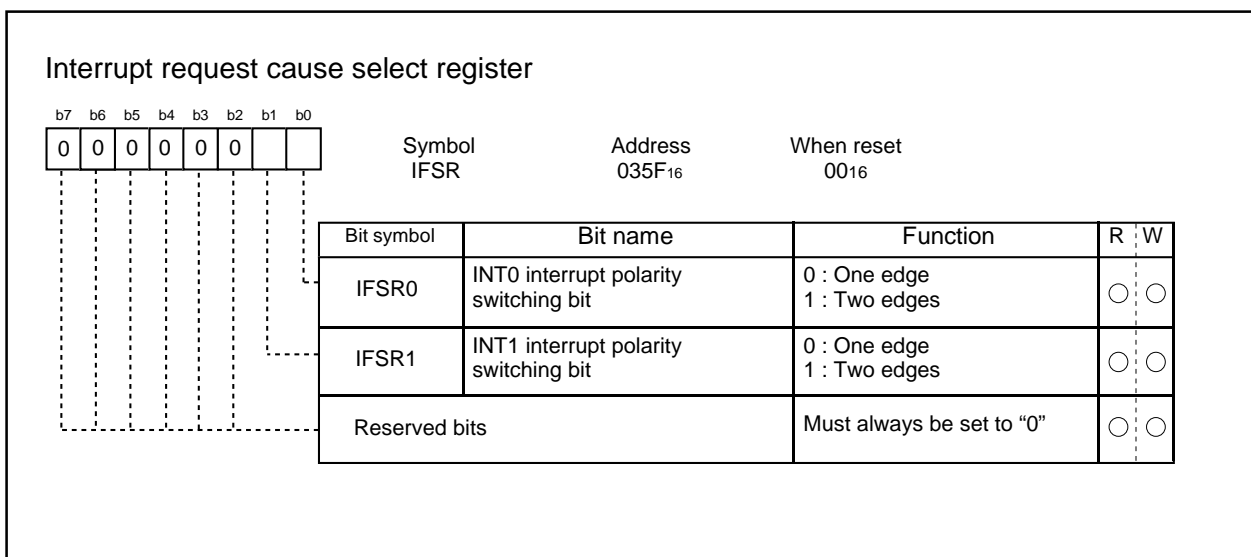 Interrupt request cause select register
b7 b6 b5 b4 b3 b2 b1 b0
0 0 0 0 0 0
Symbol Address When reset
IFSR 035F16 0016
Bit symbol Bit name Function R W
IFSR0 INT0 interrupt polarity 0 : One edge
switching bit 1 : Two edges
IFSR1 INT1 interrupt polarity 0 : One edge
switching bit 1 : Two edges
Reserved bits Must always be set to “0”